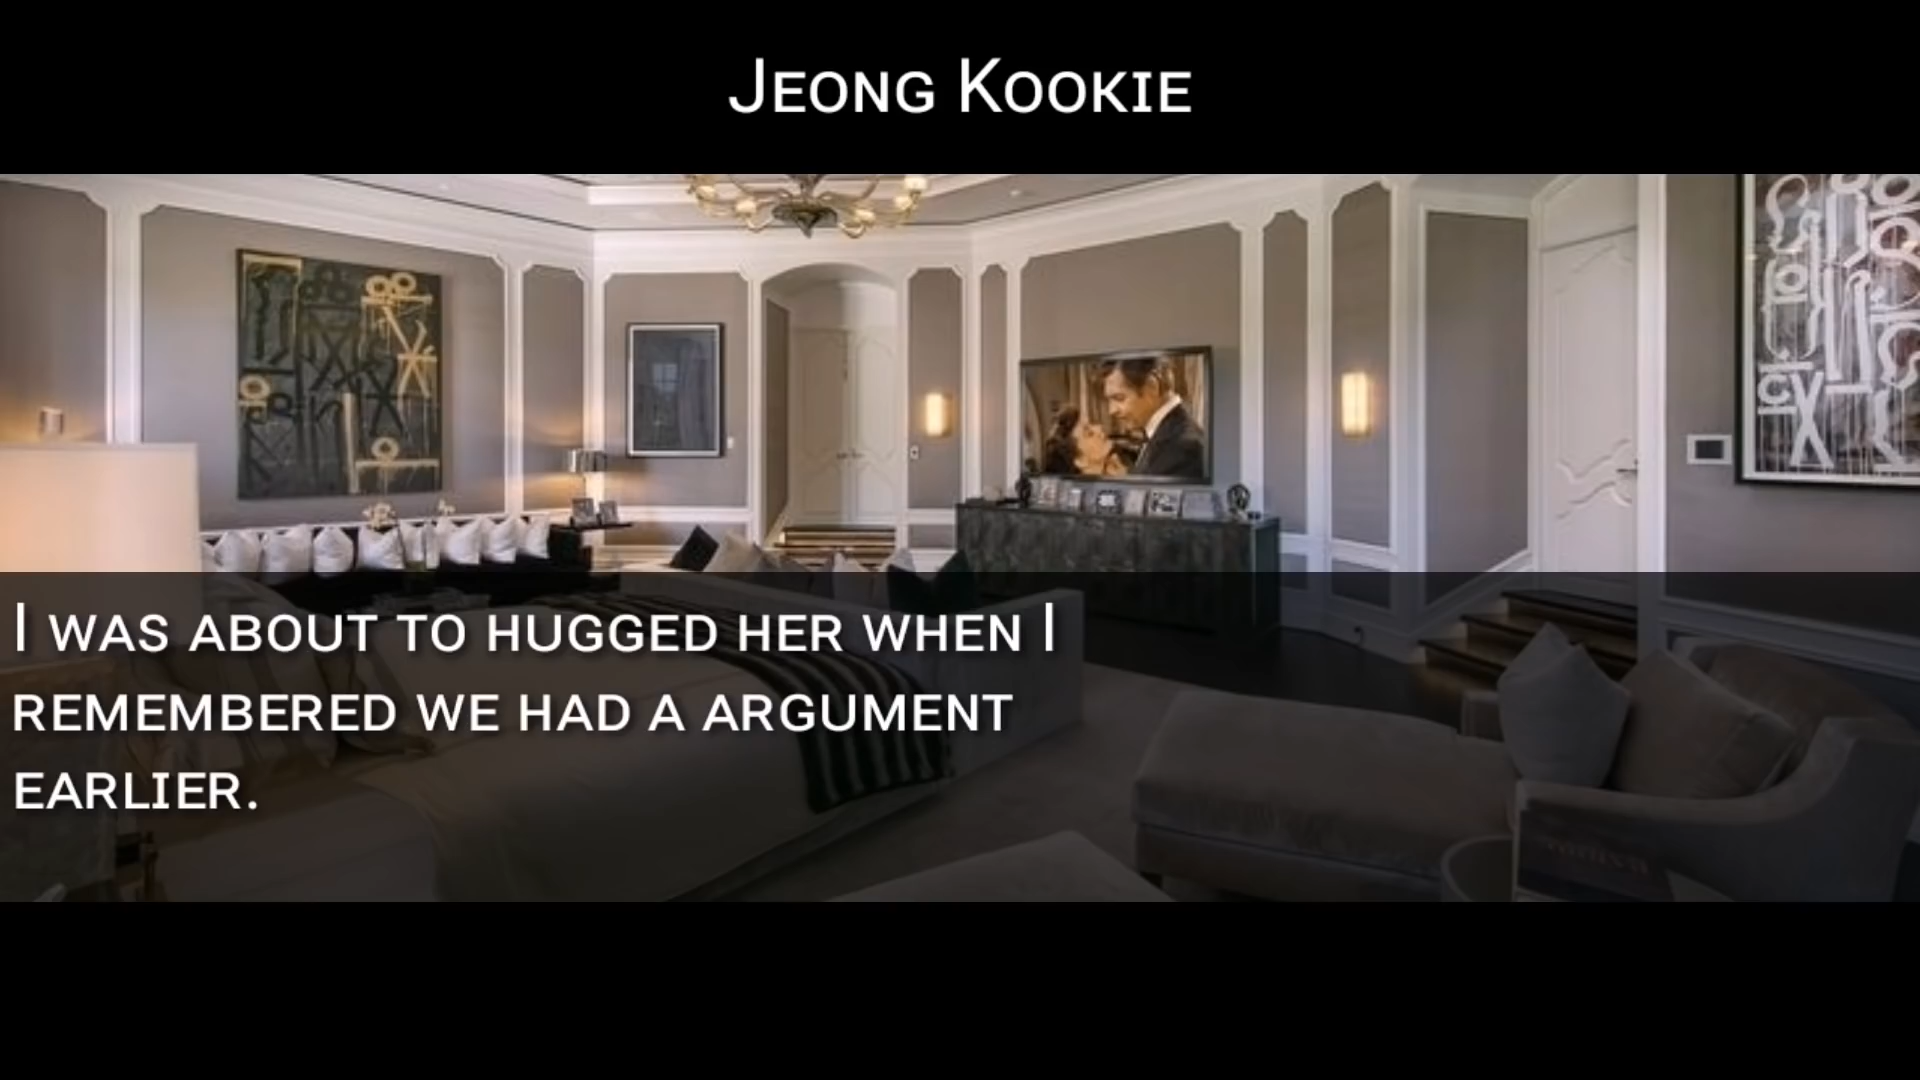 Jeong Kookie
I was about to hugged her when I
remembered we had a argument
earlier.